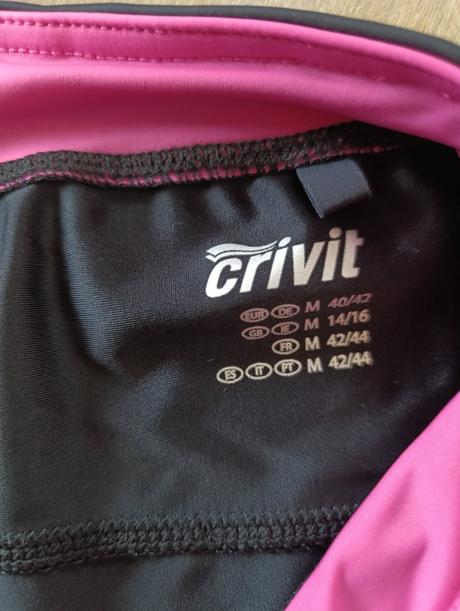 crivit
EUR DE M 40/42
GB IE M 14/16
FR M 42/44
ES IT PT M 42/44